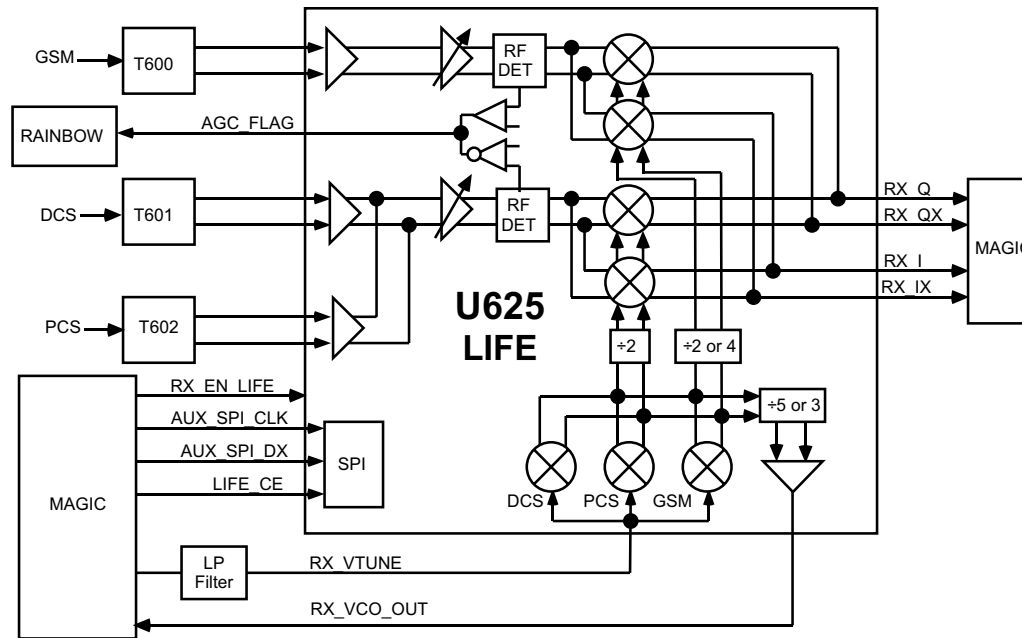 GSM
T600
RF
DET
RAINBOW
AGC_FLAG
DCS
T601
RF
DET
RX_Q
RX_QX
MAGIC
RX_I
RX_IX
PCS
T602
U625
LIFE
÷2
÷2 or 4
÷5 or 3
MAGIC
RX_EN_LIFE
AUX_SPI_CLK
AUX_SPI_DX
LIFE_CE
SPI
DCS
PCS
GSM
LP
Filter
RX_VTUNE
RX_VCO_OUT